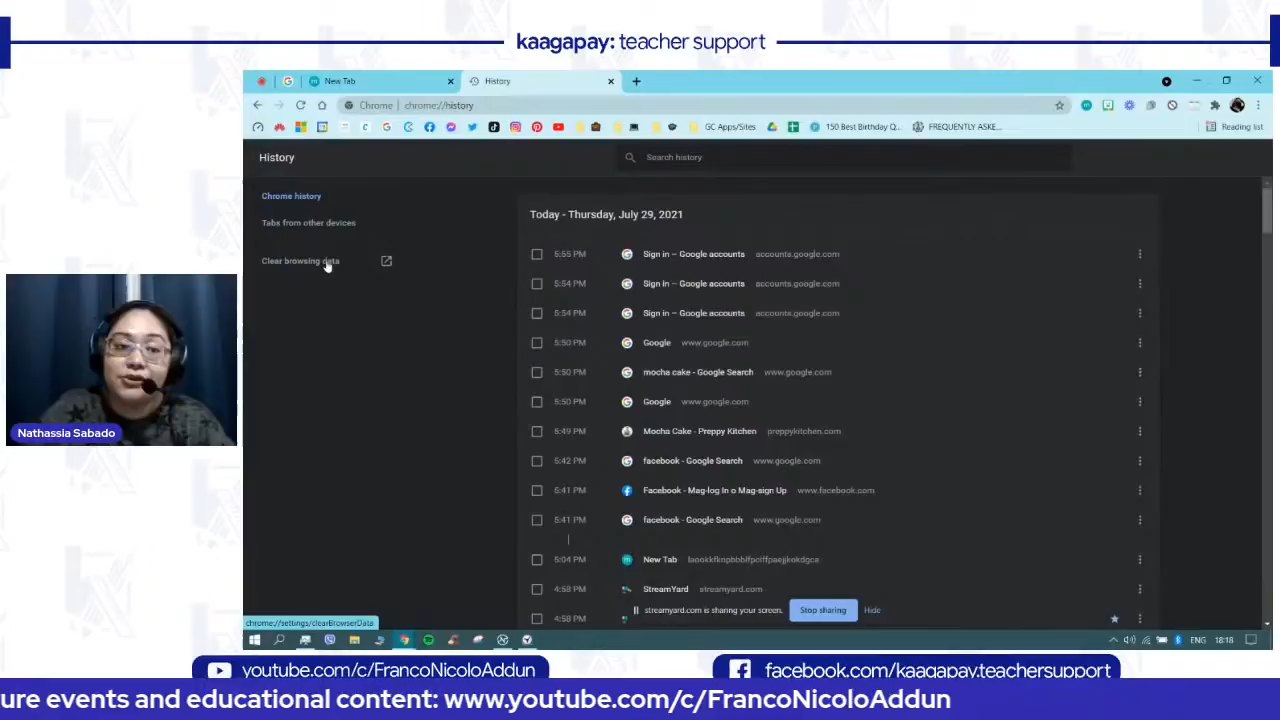 kaagapay: teacher support
New Tab
History
Chrome chrome://history
GC Apps/Sites
150 Best Birthday Q...
FREQUENTLY ASKE...
Reading list
History
Search history
Chrome history
Tabs from other devices
Clear browsing data
Today - Thursday, July 29, 2021
5:55 PM Sign in – Google accounts accounts.google.com
5:54 PM Sign in – Google accounts accounts.google.com
5:54 PM Sign in – Google accounts accounts.google.com
5:50 PM Google www.google.com
5:50 PM mocha cake - Google Search www.google.com
5:50 PM Google www.google.com
5:49 PM Mocha Cake - Preppy Kitchen preppykitchen.com
5:42 PM facebook - Google Search www.google.com
5:41 PM Facebook - Mag-log In o Mag-sign Up www.facebook.com
5:41 PM facebook - Google Search www.google.com
5:04 PM New Tab
4:58 PM StreamYard streamyard.com
4:58 PM
streamyard.com is sharing your screen. Stop sharing Hide
chrome://settings/clearBrowserData
ENG 18:18
Nathassia Sabado
youtube.com/c/FrancoNicoloAddun
facebook.com/kaagapay.teachersupport
ure events and educational content: www.youtube.com/c/FrancoNicoloAddun